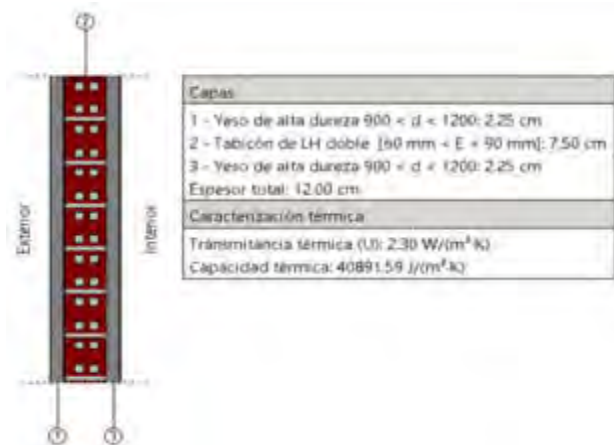 2
Capas
1 - Yeso de alta dureza 900 < d < 1200: 2.25 cm
2 - Tabicón de LH doble [60 mm < E < 90 mm]: 7.50 cm
3 - Yeso de alta dureza 900 < d < 1200: 2.25 cm
Espesor total: 12.00 cm
Caracterización térmica
Transmitancia térmica (U): 2.30 W/(m²·K)
Capacidad térmica: 40891.59 J/(m²·K)
Exterior
Interior
1
3